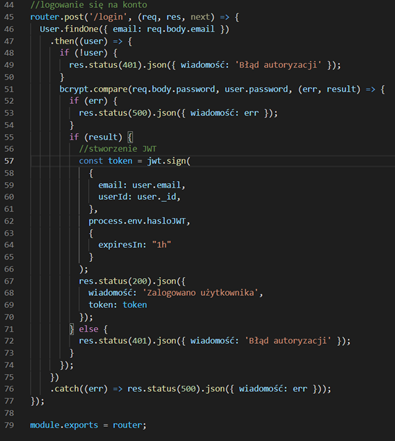 44 //logowanie się na konto
45 router.post('/login', (req, res, next) => {
46   User.findOne({ email: req.body.email })
47     .then((user) => {
48       if (!user) {
49         res.status(401).json({ wiadomość: 'Błąd autoryzacji' });
50       }
51       bcrypt.compare(req.body.password, user.password, (err, result) => {
52         if (err) {
53           res.status(500).json({ wiadomość: err });
54         }
55         if (result) {
56           //stworzenie JWT
57           const token = jwt.sign(
58             {
59               email: user.email,
60               userId: user._id,
61             },
62             process.env.hasloJWT,
63             {
64               expiresIn: "1h"
65             }
66           );
67           res.status(200).json({
68             wiadomość: 'Zalogowano użytkownika',
69             token: token
70           });
71         } else {
72           res.status(401).json({ wiadomość: 'Błąd autoryzacji' });
73         }
74       });
75     })
76     .catch((err) => res.status(500).json({ wiadomość: err }));
77 });
78
79 module.exports = router;